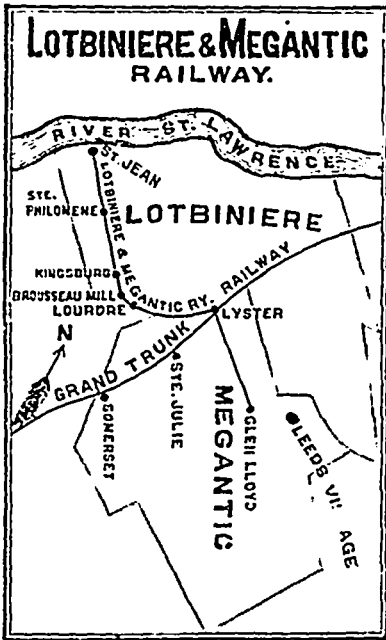 LOTBINIERE & MEGANTIC
RAILWAY.
RIVER ST. LAWRENCE
ST. JEAN
STE.
PHILOMENE
LOTBINIERE
LOTBINIERE & MEGANTIC RY.
KINGSBURG
BROUSSEAU MILL
LOURDRE
LYSTER
GRAND TRUNK RAILWAY
N
SOMERSET
STE. JULIE
MEGANTIC
GLEN LLOYD
LEEDS VIL AGE